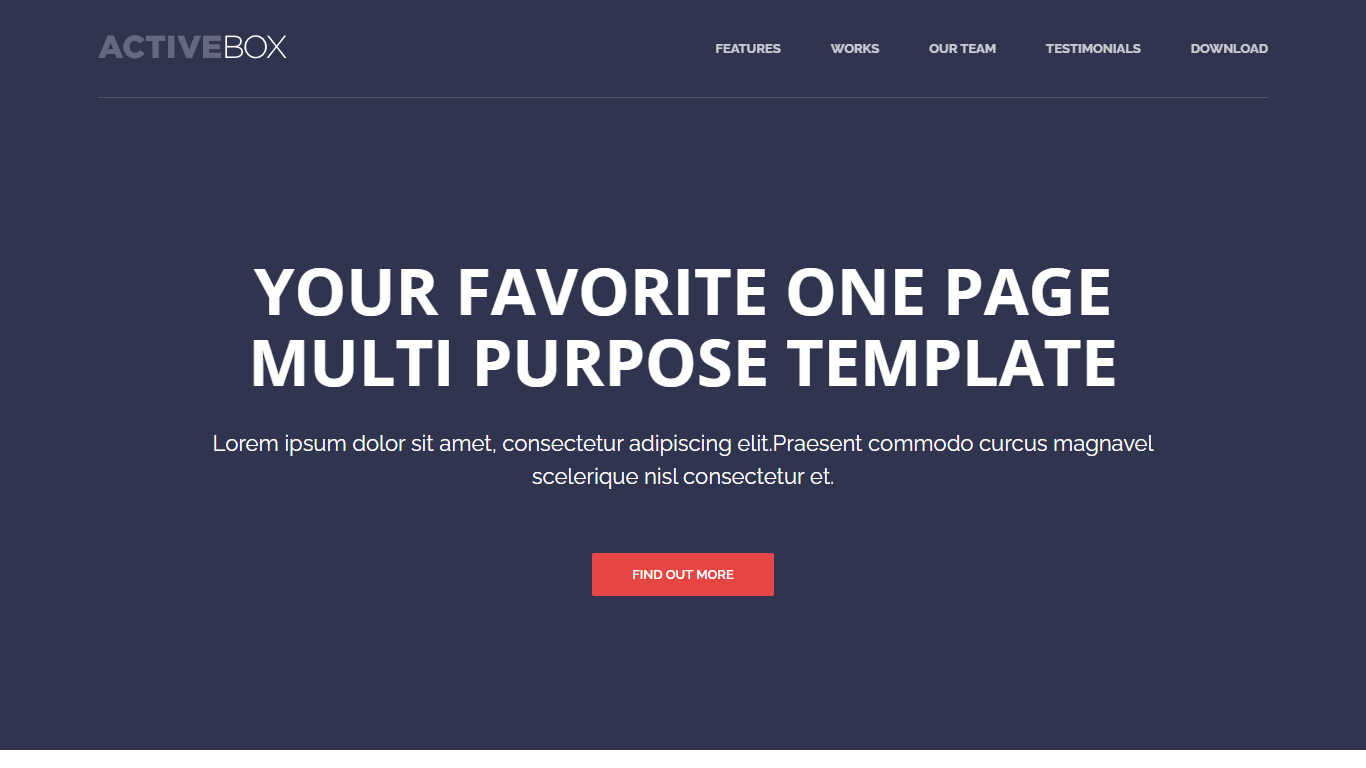 ACTIVEBOX
FEATURES WORKS OUR TEAM TESTIMONIALS DOWNLOAD
YOUR FAVORITE ONE PAGE
MULTI PURPOSE TEMPLATE
Lorem ipsum dolor sit amet, consectetur adipiscing elit.Praesent commodo curcus magnavel
scelerique nisl consectetur et.
FIND OUT MORE